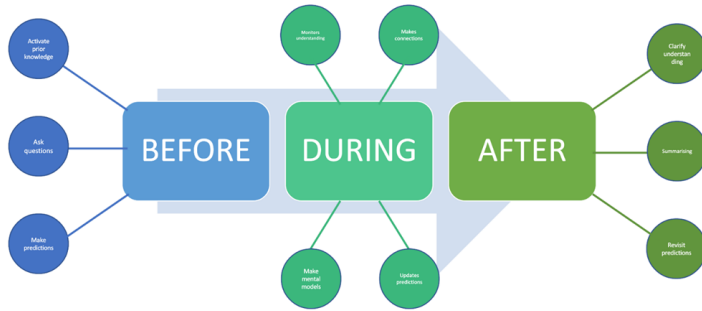 Activate
prior
knowledge
Ask
questions
Make
predictions
BEFORE
Monitors
understanding
Makes
connections
DURING
Make
mental
models
Updates
predictions
AFTER
Clarify
understan
ding
Summarising
Revisit
predictions